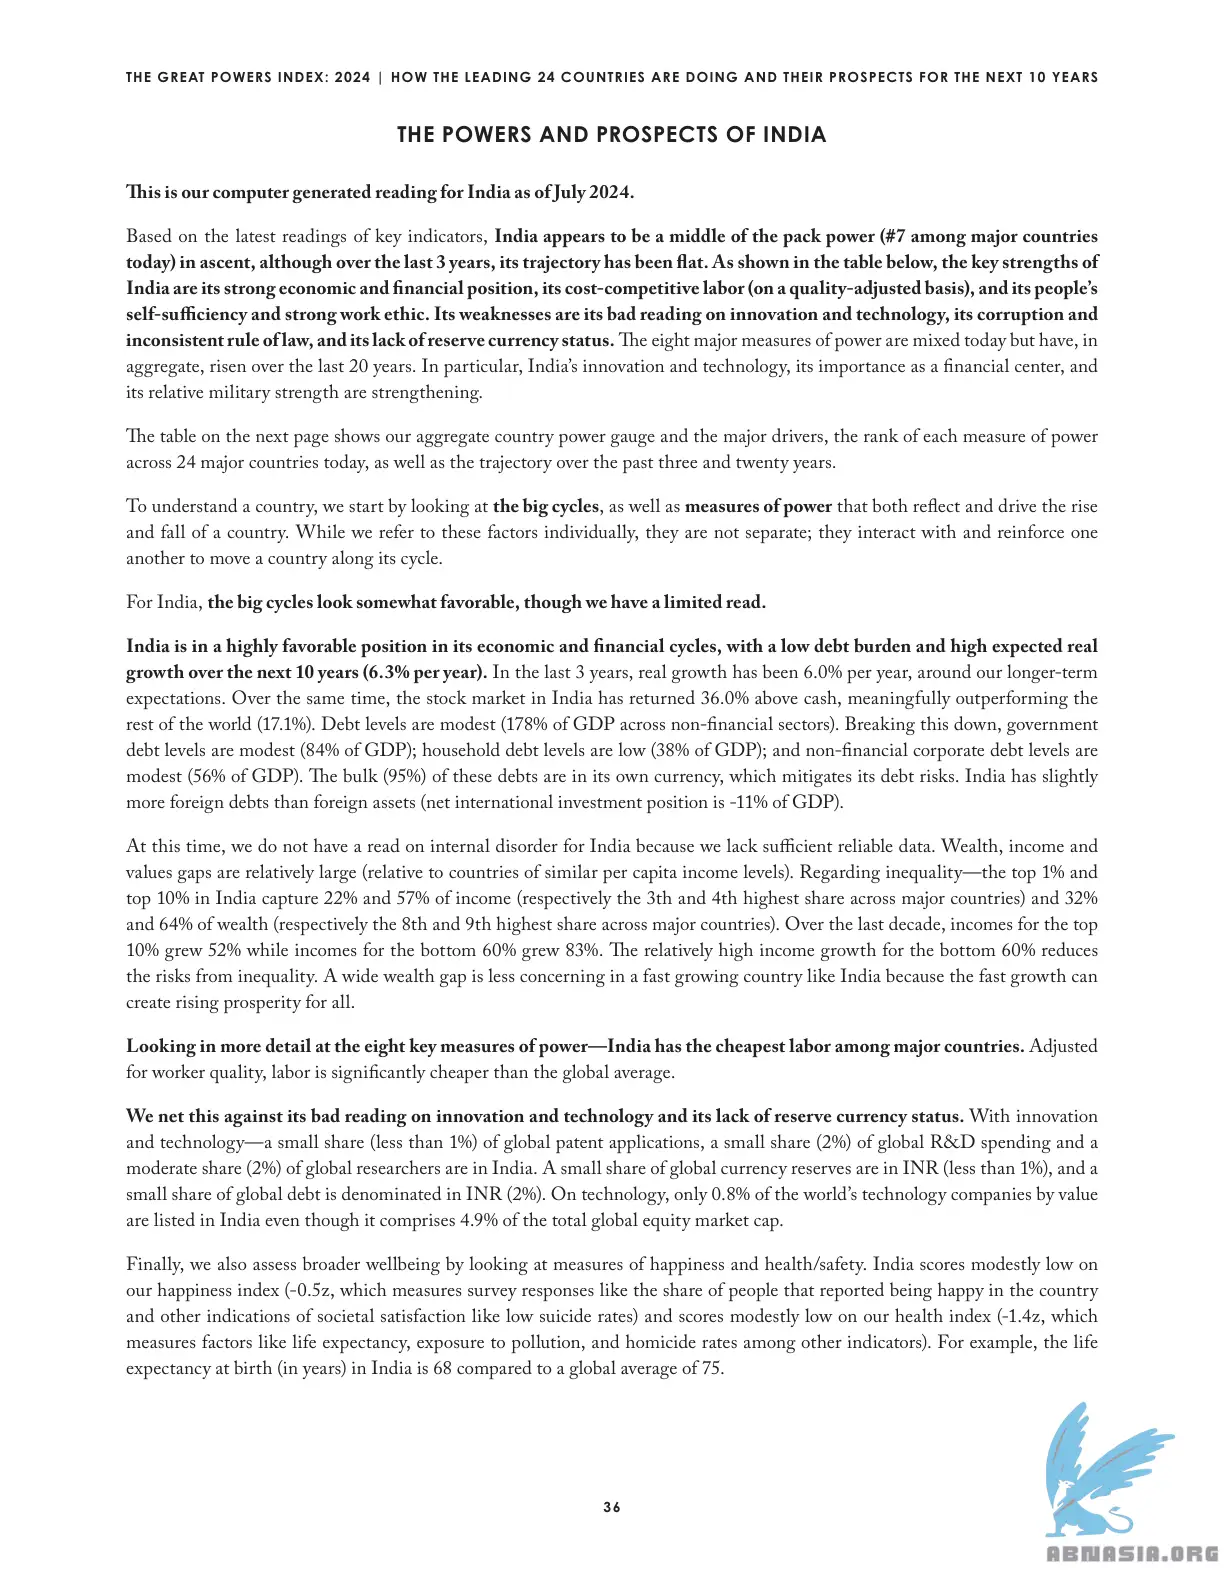 THE GREAT POWERS INDEX: 2024 | HOW THE LEADING 24 COUNTRIES ARE DOING AND THEIR PROSPECTS FOR THE NEXT 10 YEARS
THE POWERS AND PROSPECTS OF INDIA
This is our computer generated reading for India as of July 2024.
Based on the latest readings of key indicators, India appears to be a middle of the pack power (#7 among major countries
today) in ascent, although over the last 3 years, its trajectory has been flat. As shown in the table below, the key strengths of
India are its strong economic and financial position, its cost-competitive labor (on a quality-adjusted basis), and its people’s
self-sufficiency and strong work ethic. Its weaknesses are its bad reading on innovation and technology, its corruption and
inconsistent rule of law, and its lack of reserve currency status. The eight major measures of power are mixed today but have, in
aggregate, risen over the last 20 years. In particular, India’s innovation and technology, its importance as a financial center, and
its relative military strength are strengthening.
The table on the next page shows our aggregate country power gauge and the major drivers, the rank of each measure of power
across 24 major countries today, as well as the trajectory over the past three and twenty years.
To understand a country, we start by looking at the big cycles, as well as measures of power that both reflect and drive the rise
and fall of a country. While we refer to these factors individually, they are not separate; they interact with and reinforce one
another to move a country along its cycle.
For India, the big cycles look somewhat favorable, though we have a limited read.
India is in a highly favorable position in its economic and financial cycles, with a low debt burden and high expected real
growth over the next 10 years (6.3% per year). In the last 3 years, real growth has been 6.0% per year, around our longer-term
expectations. Over the same time, the stock market in India has returned 36.0% above cash, meaningfully outperforming the
rest of the world (17.1%). Debt levels are modest (178% of GDP across non-financial sectors). Breaking this down, government
debt levels are modest (84% of GDP); household debt levels are low (38% of GDP); and non-financial corporate debt levels are
modest (56% of GDP). The bulk (95%) of these debts are in its own currency, which mitigates its debt risks. India has slightly
more foreign debts than foreign assets (net international investment position is -11% of GDP).
At this time, we do not have a read on internal disorder for India because we lack sufficient reliable data. Wealth, income and
values gaps are relatively large (relative to countries of similar per capita income levels). Regarding inequality—the top 1% and
top 10% in India capture 22% and 57% of income (respectively the 3th and 4th highest share across major countries) and 32%
and 64% of wealth (respectively the 8th and 9th highest share across major countries). Over the last decade, incomes for the top
10% grew 52% while incomes for the bottom 60% grew 83%. The relatively high income growth for the bottom 60% reduces
the risks from inequality. A wide wealth gap is less concerning in a fast growing country like India because the fast growth can
create rising prosperity for all.
Looking in more detail at the eight key measures of power—India has the cheapest labor among major countries. Adjusted
for worker quality, labor is significantly cheaper than the global average.
We net this against its bad reading on innovation and technology and its lack of reserve currency status. With innovation
and technology—a small share (less than 1%) of global patent applications, a small share (2%) of global R&D spending and a
moderate share (2%) of global researchers are in India. A small share of global currency reserves are in INR (less than 1%), and a
small share of global debt is denominated in INR (2%). On technology, only 0.8% of the world’s technology companies by value
are listed in India even though it comprises 4.9% of the total global equity market cap.
Finally, we also assess broader wellbeing by looking at measures of happiness and health/safety. India scores modestly low on
our happiness index (-0.5z, which measures survey responses like the share of people that reported being happy in the country
and other indications of societal satisfaction like low suicide rates) and scores modestly low on our health index (-1.4z, which
measures factors like life expectancy, exposure to pollution, and homicide rates among other indicators). For example, the life
expectancy at birth (in years) in India is 68 compared to a global average of 75.
36
ABNASIA.ORG